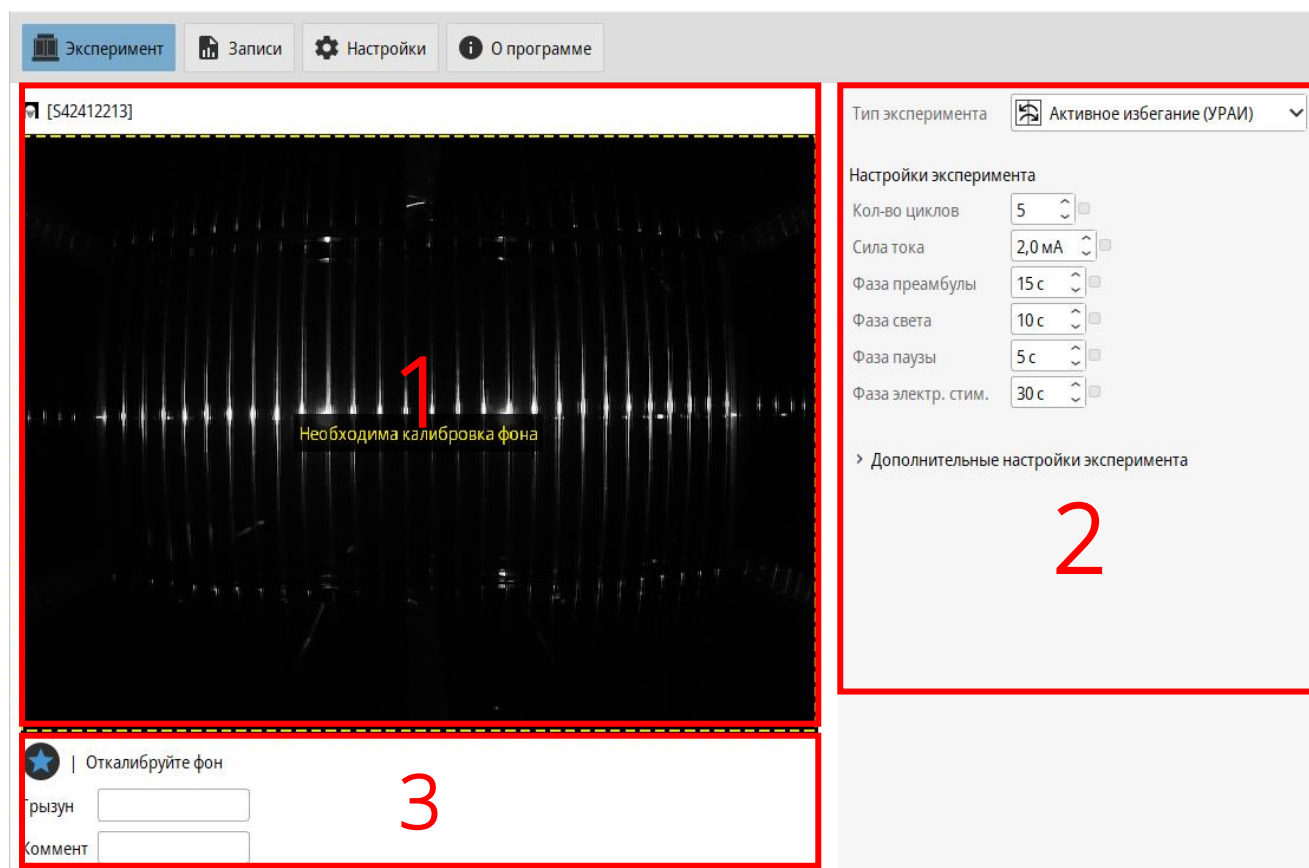 Эксперимент Записи Настройки О программе
[S42412213]
1
Необходима калибровка фона
Тип эксперимента Активное избегание (УРАИ)
Настройки эксперимента
Кол-во циклов 5
Сила тока 2,0 мА
Фаза преамбулы 15 с
Фаза света 10 с
Фаза паузы 5 с
Фаза электр. стим. 30 с
Дополнительные настройки эксперимента
2
| Откалибруйте фон
3
Грызун
Коммент